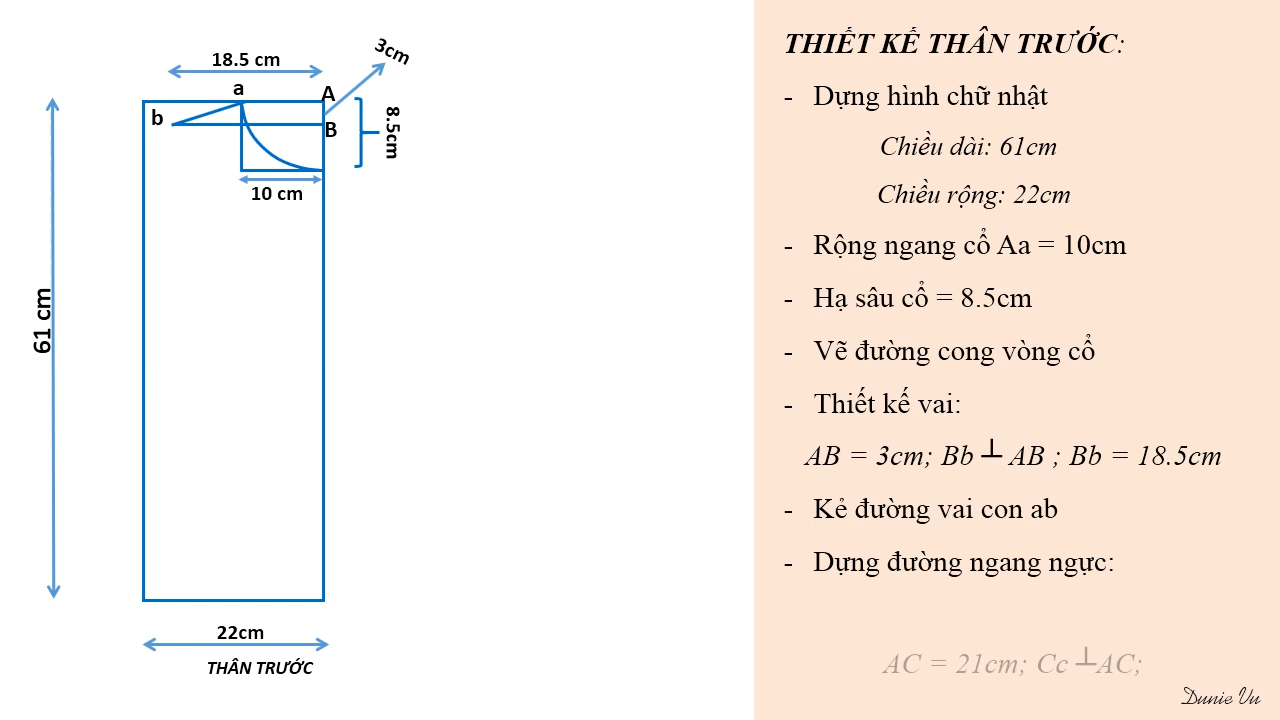 18.5 cm
3cm
a
A
b
B
8.5cm
10 cm
61 cm
22cm
THÂN TRƯỚC
THIẾT KẾ THÂN TRƯỚC:
- Dựng hình chữ nhật
Chiều dài: 61cm
Chiều rộng: 22cm
- Rộng ngang cổ Aa = 10cm
- Hạ sâu cổ = 8.5cm
- Vẽ đường cong vòng cổ
- Thiết kế vai:
AB = 3cm; Bb ┴ AB ; Bb = 18.5cm
- Kẻ đường vai con ab
- Dựng đường ngang ngực:
AC = 21cm; Cc ┴AC;
Dunie Vu